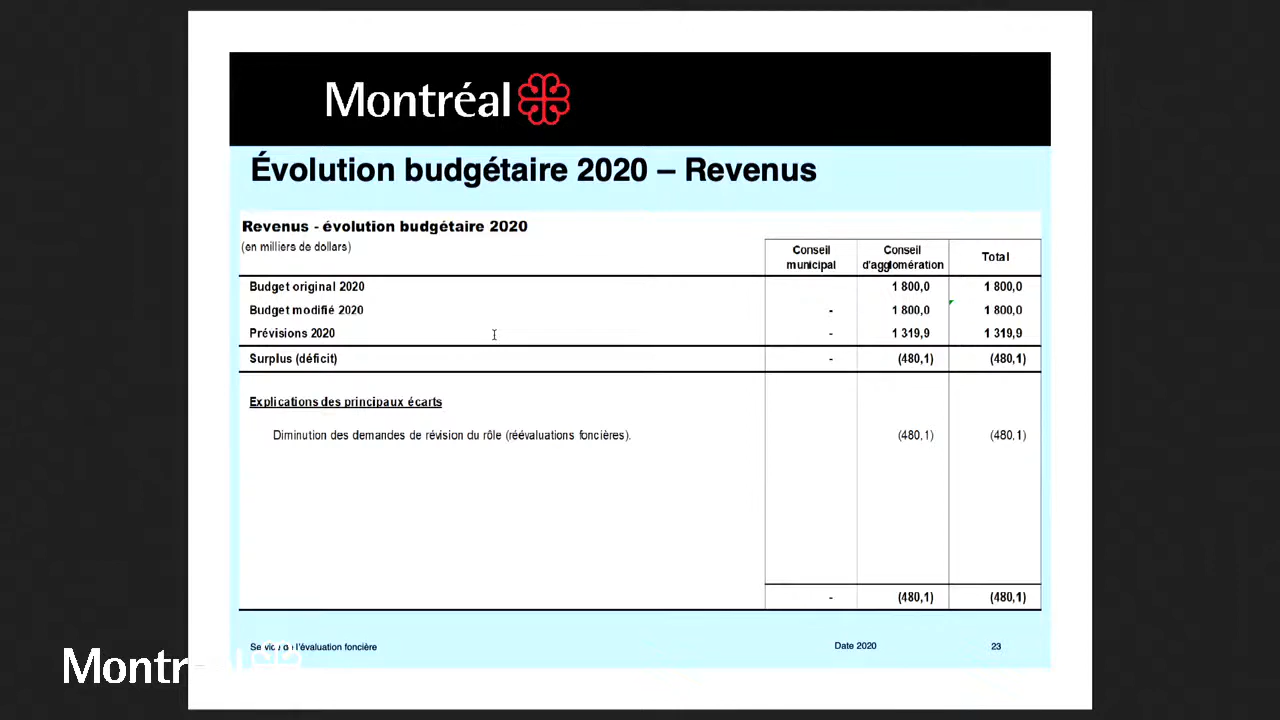 Montréal
Évolution budgétaire 2020 – Revenus
Revenus - évolution budgétaire 2020
(en milliers de dollars)
Conseil municipal Conseil d'agglomération Total
Budget original 2020 1 800,0 1 800,0
Budget modifié 2020 - 1 800,0 1 800,0
Prévisions 2020 - 1 319,9 1 319,9
Surplus (déficit) - (480,1) (480,1)
Explications des principaux écarts
Diminution des demandes de révision du rôle (réévaluations foncières). (480,1) (480,1)
- (480,1) (480,1)
Service de l'évaluation foncière Date 2020 23
Montréal